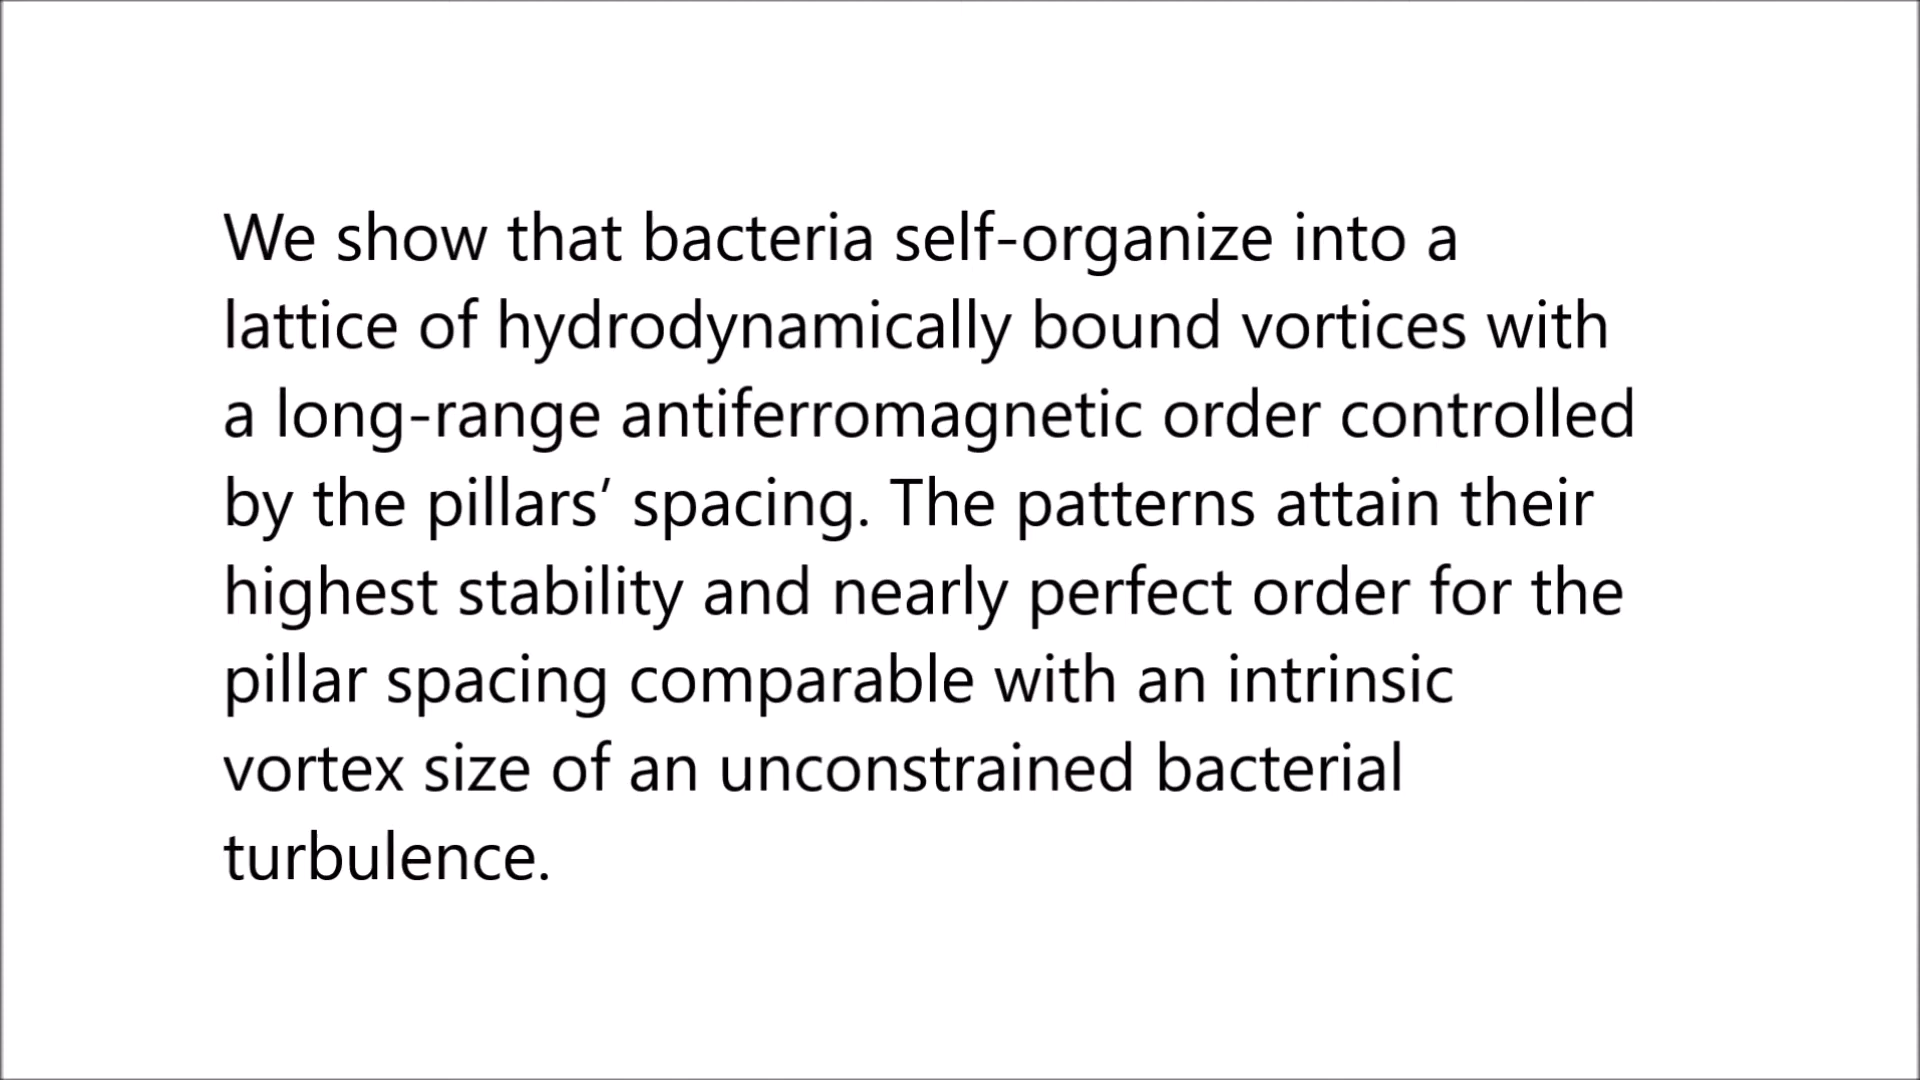 We show that bacteria self-organize into a
lattice of hydrodynamically bound vortices with
a long-range antiferromagnetic order controlled
by the pillars’ spacing. The patterns attain their
highest stability and nearly perfect order for the
pillar spacing comparable with an intrinsic
vortex size of an unconstrained bacterial
turbulence.